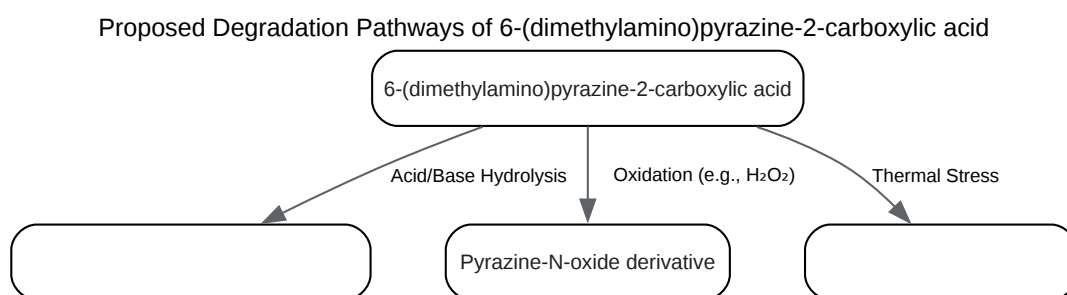 Proposed Degradation Pathways of 6-(dimethylamino)pyrazine-2-carboxylic acid
6-(dimethylamino)pyrazine-2-carboxylic acid
Acid/Base Hydrolysis
Oxidation (e.g., H₂O₂)
Thermal Stress
Pyrazine-N-oxide derivative